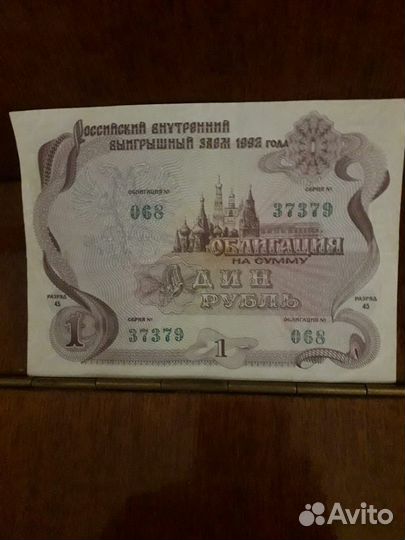 Российский внутренний
выигрышный заем 1992 года
ОБЛИГАЦИЯ №
068
СЕРИЯ №
37379
ОБЛИГАЦИЯ
НА СУММУ
Один
рубль
РАЗРЯД
45
РАЗРЯД
45
1
СЕРИЯ №
37379
1
ОБЛИГАЦИЯ №
068
Avito